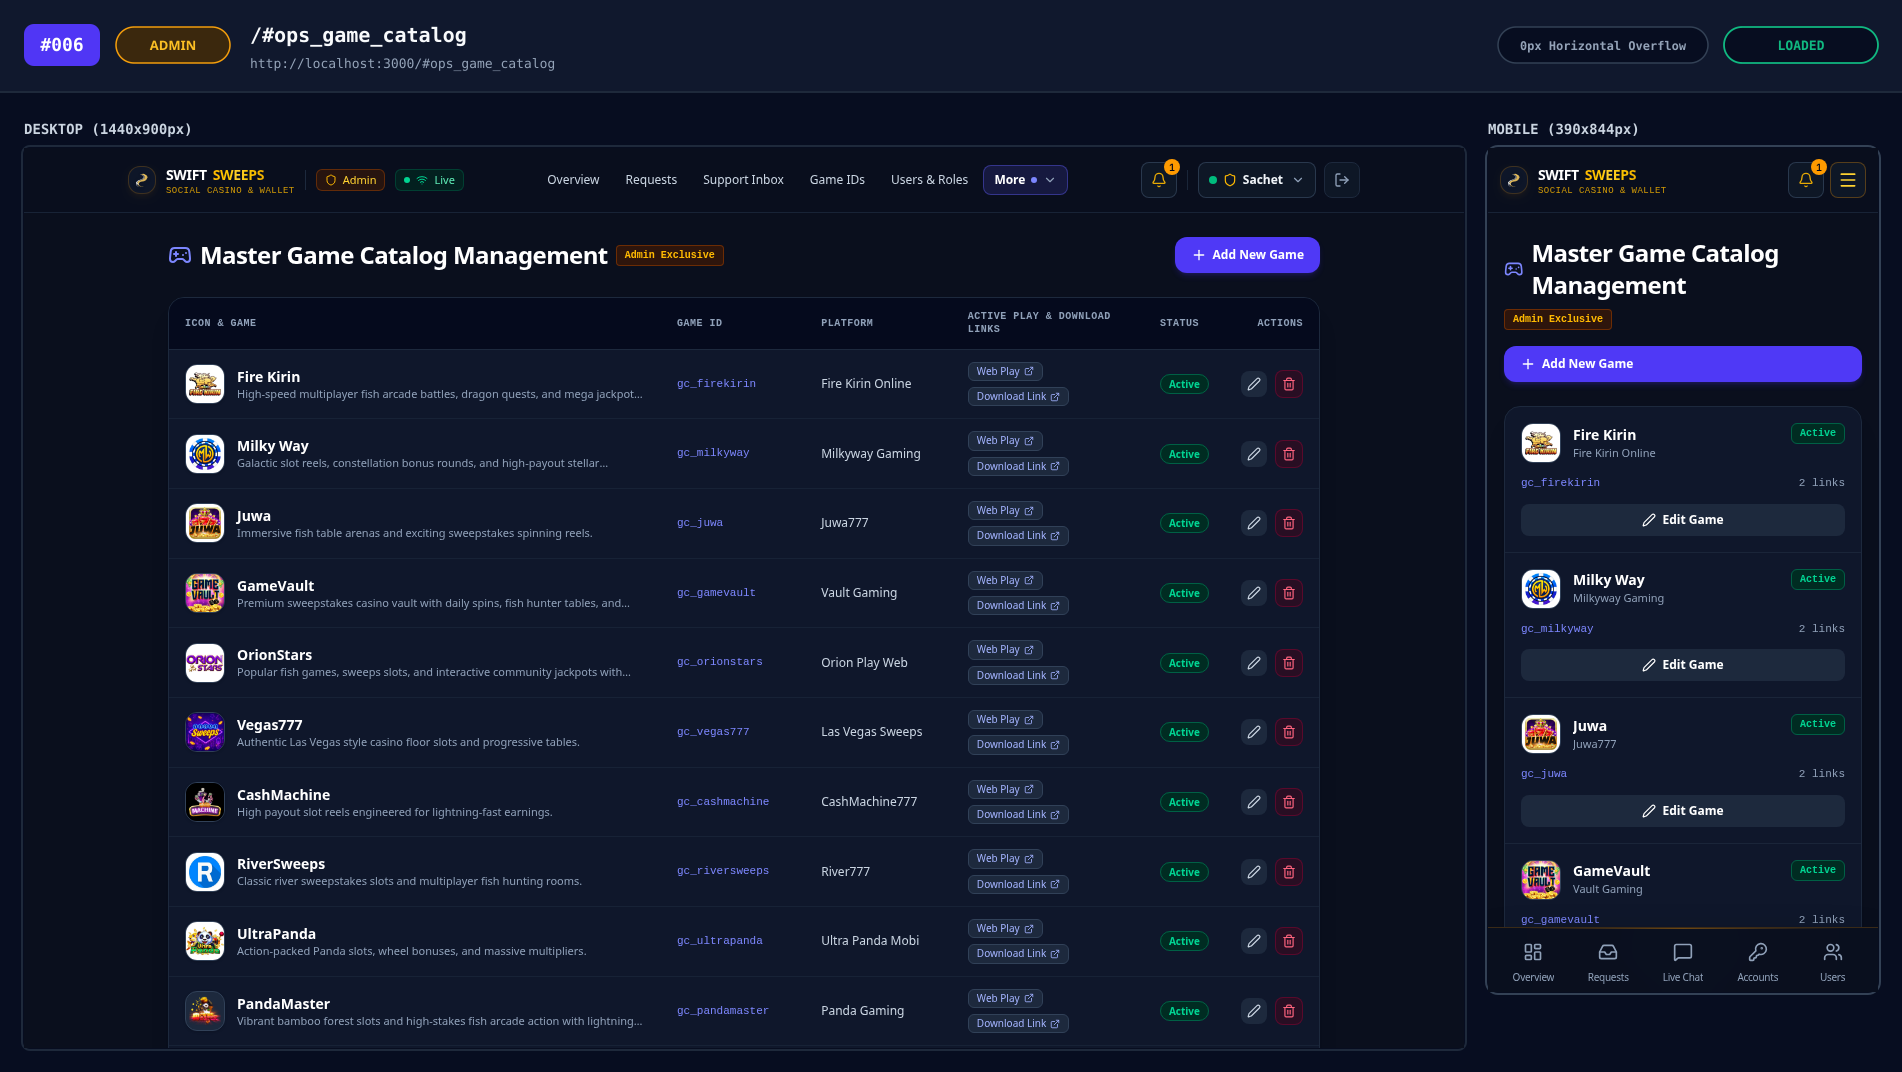 #006
ADMIN
/#ops_game_catalog
http://localhost:3000/#ops_game_catalog
0px Horizontal Overflow
LOADED
DESKTOP (1440x900px)
SWIFT SWEEPS
SOCIAL CASINO & WALLET
Admin
Live
Overview
Requests
Support Inbox
Game IDs
Users & Roles
More
1
Sachet
Master Game Catalog Management
Admin Exclusive
Add New Game
ICON & GAME
GAME ID
PLATFORM
ACTIVE PLAY & DOWNLOAD
LINKS
STATUS
ACTIONS
Fire Kirin
High-speed multiplayer fish arcade battles, dragon quests, and mega jackpot...
gc_firekirin
Fire Kirin Online
Web Play
Download Link
Active
Milky Way
Galactic slot reels, constellation bonus rounds, and high-payout stellar...
gc_milkyway
Milkyway Gaming
Web Play
Download Link
Active
Juwa
Immersive fish table arenas and exciting sweepstakes spinning reels.
gc_juwa
Juwa777
Web Play
Download Link
Active
GameVault
Premium sweepstakes casino vault with daily spins, fish hunter tables, and...
gc_gamevault
Vault Gaming
Web Play
Download Link
Active
OrionStars
Popular fish games, sweeps slots, and interactive community jackpots with...
gc_orionstars
Orion Play Web
Web Play
Download Link
Active
Vegas777
Authentic Las Vegas style casino floor slots and progressive tables.
gc_vegas777
Las Vegas Sweeps
Web Play
Download Link
Active
CashMachine
High payout slot reels engineered for lightning-fast earnings.
gc_cashmachine
CashMachine777
Web Play
Download Link
Active
RiverSweeps
Classic river sweepstakes slots and multiplayer fish hunting rooms.
gc_riversweeps
River777
Web Play
Download Link
Active
UltraPanda
Action-packed Panda slots, wheel bonuses, and massive multipliers.
gc_ultrapanda
Ultra Panda Mobi
Web Play
Download Link
Active
PandaMaster
Vibrant bamboo forest slots and high-stakes fish arcade action with lightning...
gc_pandamaster
Panda Gaming
Web Play
Download Link
Active
MOBILE (390x844px)
SWIFT SWEEPS
SOCIAL CASINO & WALLET
1
Master Game Catalog
Management
Admin Exclusive
Add New Game
Fire Kirin
Fire Kirin Online
Active
gc_firekirin
2 links
Edit Game
Milky Way
Milkyway Gaming
Active
gc_milkyway
2 links
Edit Game
Juwa
Juwa777
Active
gc_juwa
2 links
Edit Game
GameVault
Vault Gaming
Active
gc_gamevault
2 links
Overview
Requests
Live Chat
Accounts
Users